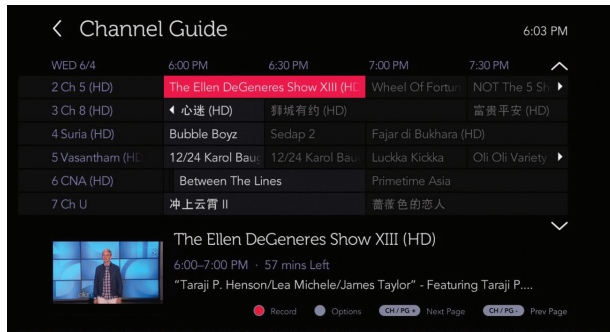 Channel Guide 6:03 PM
WED 6/4 6:00 PM 6:30 PM 7:00 PM 7:30 PM
2 Ch 5 (HD) The Ellen DeGeneres Show XIII (HD Wheel Of Fortun NOT The 5 Sh
3 Ch 8 (HD) 心迷 (HD) 狮城有约 (HD) 富贵平安 (HD)
4 Suria (HD) Bubble Boyz Sedap 2 Fajar di Bukhara (HD)
5 Vasantham (HD 12/24 Karol Baug 12/24 Karol Bau Luckka Kickka Oli Oli Variety
6 CNA (HD) Between The Lines Primetime Asia
7 Ch U 冲上云霄 II 蔷薇色的恋人
The Ellen DeGeneres Show XIII (HD)
6:00–7:00 PM · 57 mins Left
“Taraji P. Henson/Lea Michele/James Taylor” - Featuring Taraji P....
Record Options CH / PG + Next Page CH / PG - Prev Page